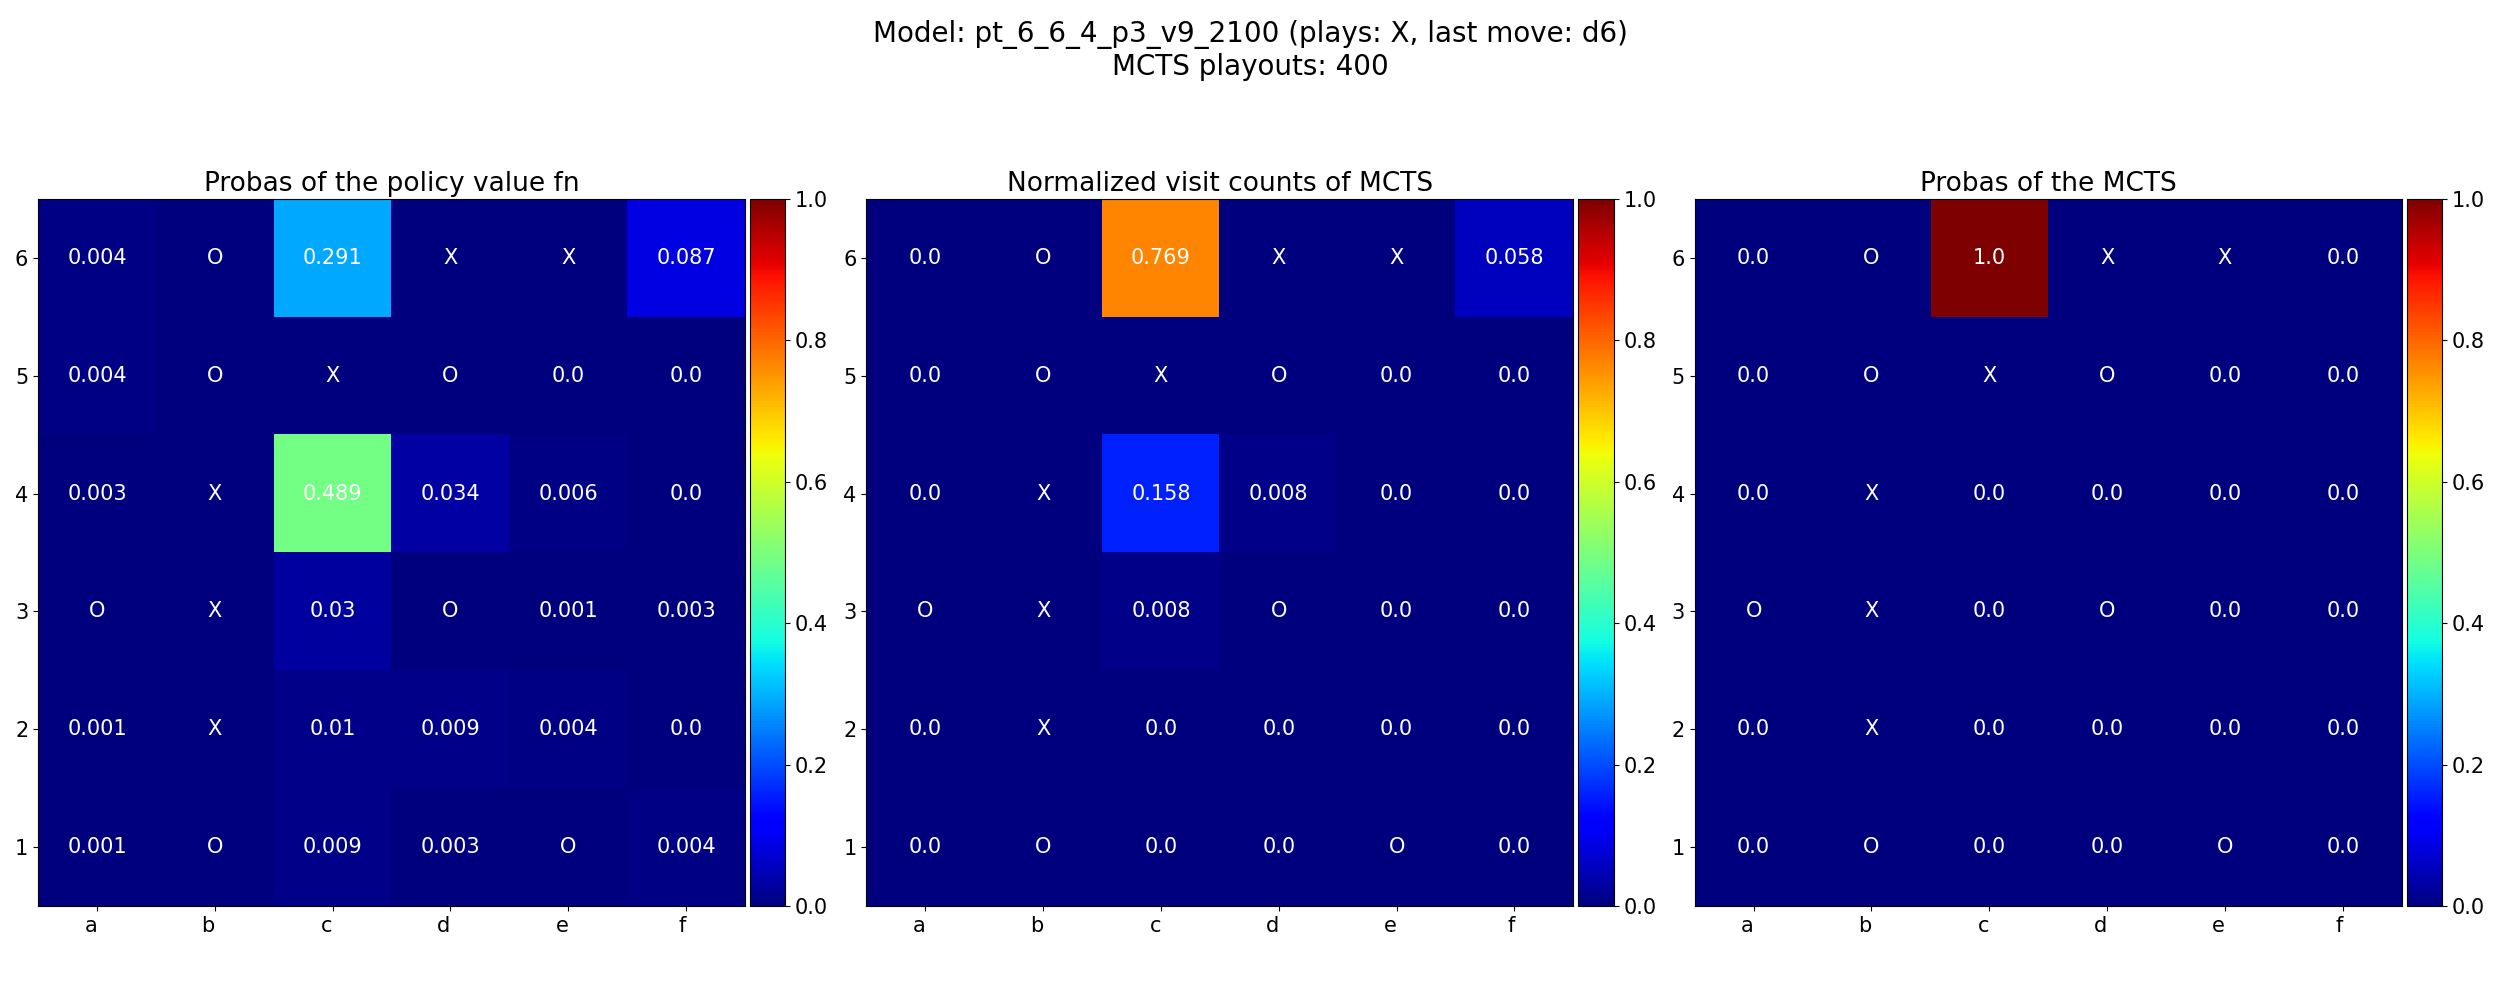 Model: pt_6_6_4_p3_v9_2100 (plays: X, last move: d6)
MCTS playouts: 400
Probas of the policy value fn
6 0.004 O 0.291 X X 0.087
5 0.004 O X O 0.0 0.0
4 0.003 X 0.489 0.034 0.006 0.0
3 O X 0.03 O 0.001 0.003
2 0.001 X 0.01 0.009 0.004 0.0
1 0.001 O 0.009 0.003 O 0.004
a b c d e f
1.0
0.8
0.6
0.4
0.2
0.0
Normalized visit counts of MCTS
6 0.0 O 0.769 X X 0.058
5 0.0 O X O 0.0 0.0
4 0.0 X 0.158 0.008 0.0 0.0
3 O X 0.008 O 0.0 0.0
2 0.0 X 0.0 0.0 0.0 0.0
1 0.0 O 0.0 0.0 O 0.0
a b c d e f
1.0
0.8
0.6
0.4
0.2
0.0
Probas of the MCTS
6 0.0 O 1.0 X X 0.0
5 0.0 O X O 0.0 0.0
4 0.0 X 0.0 0.0 0.0 0.0
3 O X 0.0 O 0.0 0.0
2 0.0 X 0.0 0.0 0.0 0.0
1 0.0 O 0.0 0.0 O 0.0
a b c d e f
1.0
0.8
0.6
0.4
0.2
0.0